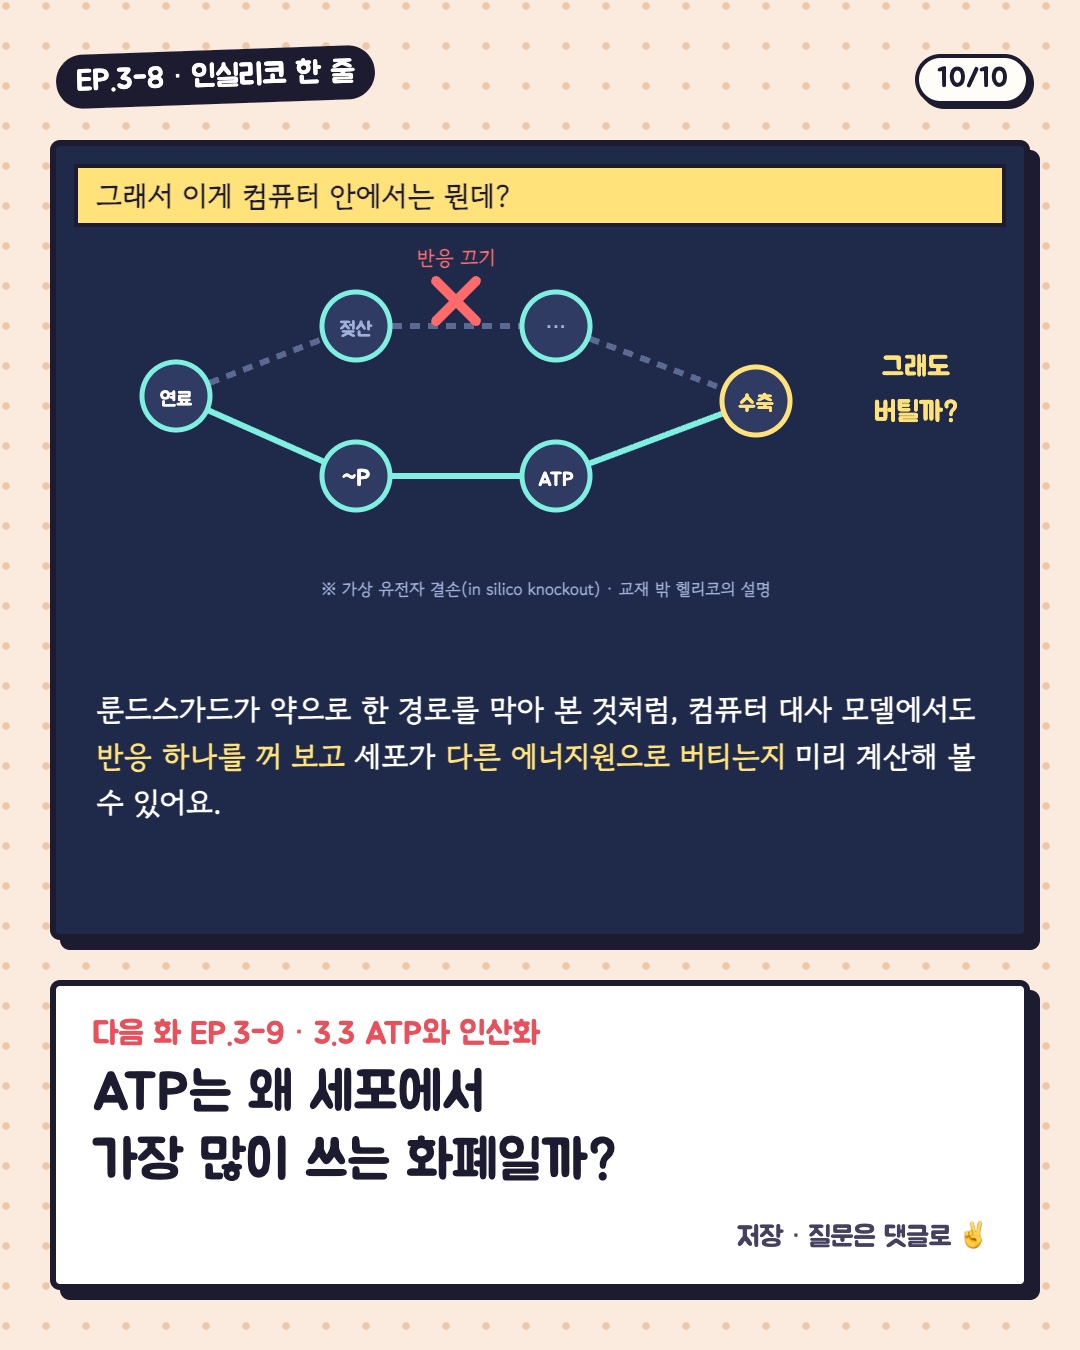 EP.3-8 · 인실리코 한 줄
10/10
그래서 이게 컴퓨터 안에서는 뭔데?
반응 끄기
젖산
...
연료
수축
그래도
버틸까?
~P
ATP
※ 가상 유전자 결손(in silico knockout) · 교재 밖 헬리코의 설명
룬드스가드가 약으로 한 경로를 막아 본 것처럼, 컴퓨터 대사 모델에서도
반응 하나를 꺼 보고 세포가 다른 에너지원으로 버티는지 미리 계산해 볼
수 있어요.
다음 화 EP.3-9 · 3.3 ATP와 인산화
ATP는 왜 세포에서
가장 많이 쓰는 화폐일까?
저장 · 질문은 댓글로 ✌️